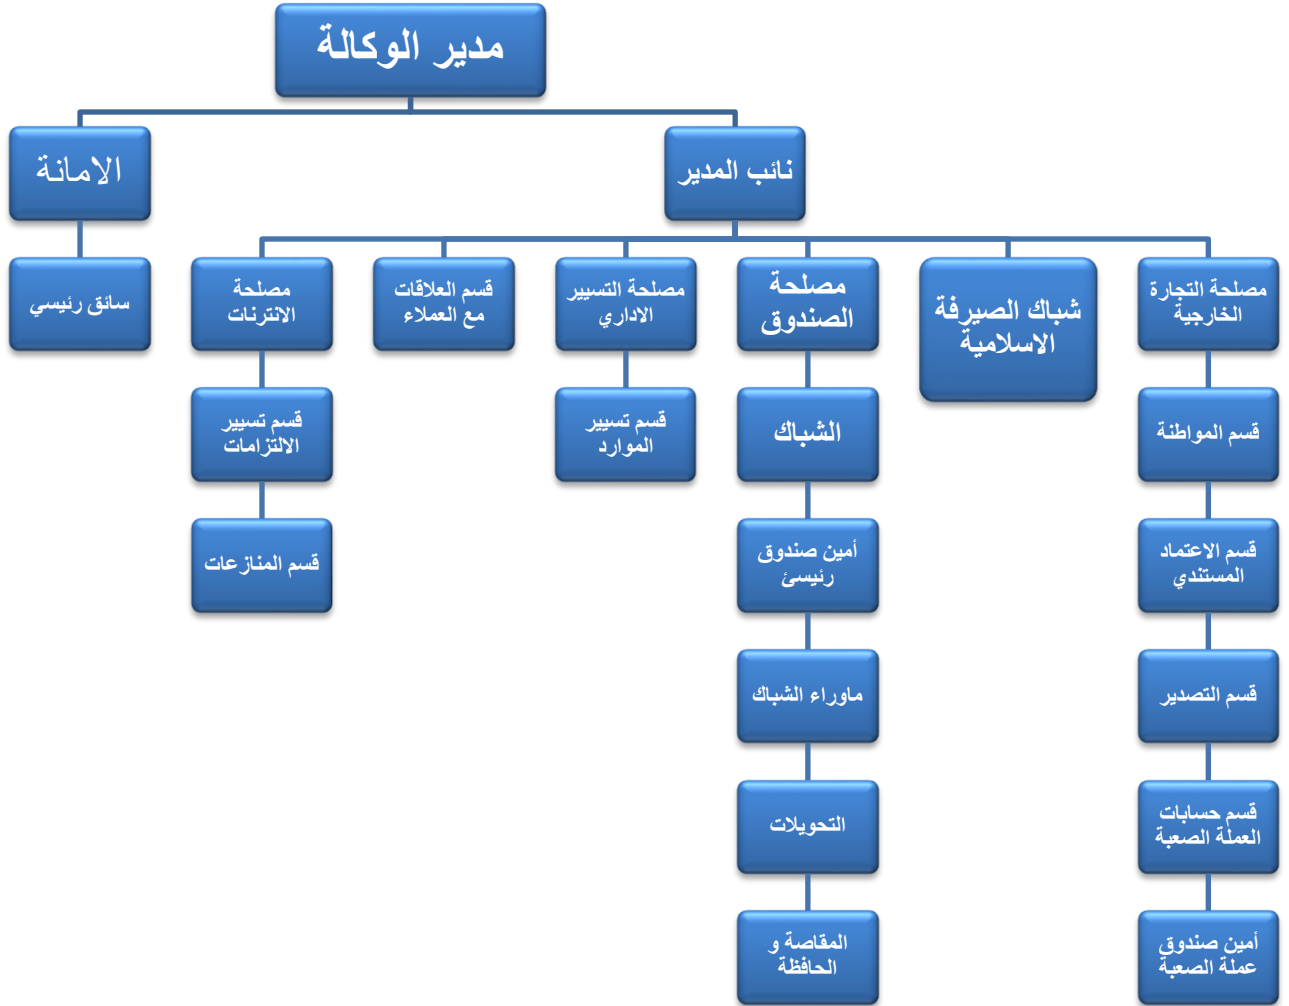 مدير الوكالة
نائب المدير
الامانة
مصلحة التجارة
الخارجية
شباك الصيرفة
الاسلامية
مصلحة
الصندوق
مصلحة التسيير
الاداري
قسم العلاقات
مع العملاء
مصلحة
الانترنات
سائق رئيسي
قسم المواطنة
الشباك
قسم تسيير
الموارد
قسم تسيير
الالتزامات
قسم الاعتماد
المستندي
أمين صندوق
رئيسئ
قسم المنازعات
قسم التصدير
ماوراء الشباك
قسم حسابات
العملة الصعبة
التحويلات
أمين صندوق
عملة الصعبة
المقاصة و
الحافظة